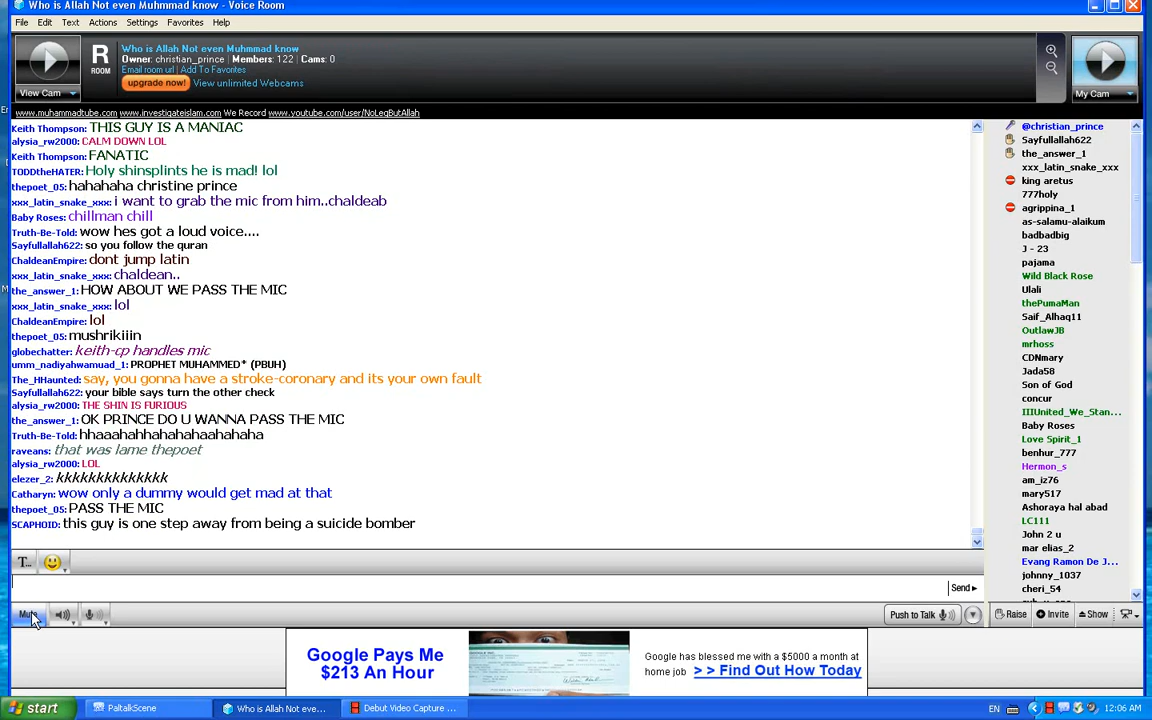 Who is Allah Not even Muhmmad know - Voice Room
File Edit Text Actions Settings Favorites Help
R
ROOM
Who is Allah Not even Muhmmad know
Owner: christian_prince | Members: 122 | Cams: 0
Email room url | Add To Favorites
upgrade now! View unlimited Webcams
View Cam
My Cam
www.muhammadtube.com www.investigateislam.com We Record www.youtube.com/user/NoLegButAllah
Keith Thompson: THIS GUY IS A MANIAC
alysia_rw2000: CALM DOWN LOL
Keith Thompson: FANATIC
TODDtheHATER: Holy shinsplints he is mad! lol
thepoet_05: hahahaha christine prince
xxx_latin_snake_xxx: i want to grab the mic from him..chaldeab
Baby Roses: chillman chill
Truth-Be-Told: wow hes got a loud voice....
Sayfullallah622: so you follow the quran
ChaldeanEmpire: dont jump latin
xxx_latin_snake_xxx: chaldean..
the_answer_1: HOW ABOUT WE PASS THE MIC
xxx_latin_snake_xxx: lol
ChaldeanEmpire: lol
thepoet_05: mushrikiiin
globechatter: keith-cp handles mic
umm_nadiyahwamuad_1: PROPHET MUHAMMED* (PBUH)
The_HHaunted: say, you gonna have a stroke-coronary and its your own fault
Sayfullallah622: your bible says turn the other check
alysia_rw2000: THE SHIN IS FURIOUS
the_answer_1: OK PRINCE DO U WANNA PASS THE MIC
Truth-Be-Told: hhaaahahhahahahaahahaha
raveans: that was lame thepoet
alysia_rw2000: LOL
elezer_2: kkkkkkkkkkkkkk
Catharyn: wow only a dummy would get mad at that
thepoet_05: PASS THE MIC
SCAPHOID: this guy is one step away from being a suicide bomber
@christian_prince
Sayfullallah622
the_answer_1
xxx_latin_snake_xxx
king aretus
777holy
agrippina_1
as-salamu-alaikum
badbadbig
J - 23
pajama
Wild Black Rose
Ulali
thePumaMan
Saif_Alhaq11
OutlawJB
mrhoss
CDNmary
Jada58
Son of God
concur
IIIUnited_We_Stan...
Baby Roses
Love Spirit_1
benhur_777
Hermon_s
am_iz76
mary517
Ashoraya hal abad
LC111
John 2 u
mar elias_2
Evang Ramon De J...
johnny_1037
cheri_54
T...
Send
Mute
Push to Talk
Raise Invite Show
Google Pays Me
$213 An Hour
Google has blessed me with a $5000 a month at
home job > > Find Out How Today
start PaltalkScene Who is Allah Not eve... Debut Video Capture ... EN 12:06 AM